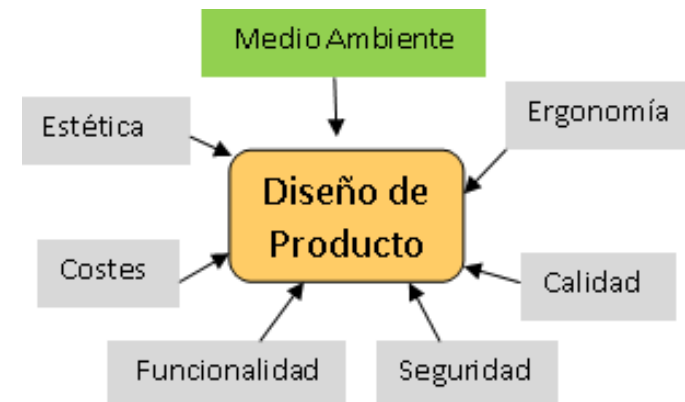 Medio Ambiente
Estética
Ergonomía
Diseño de
Producto
Costes
Calidad
Funcionalidad
Seguridad